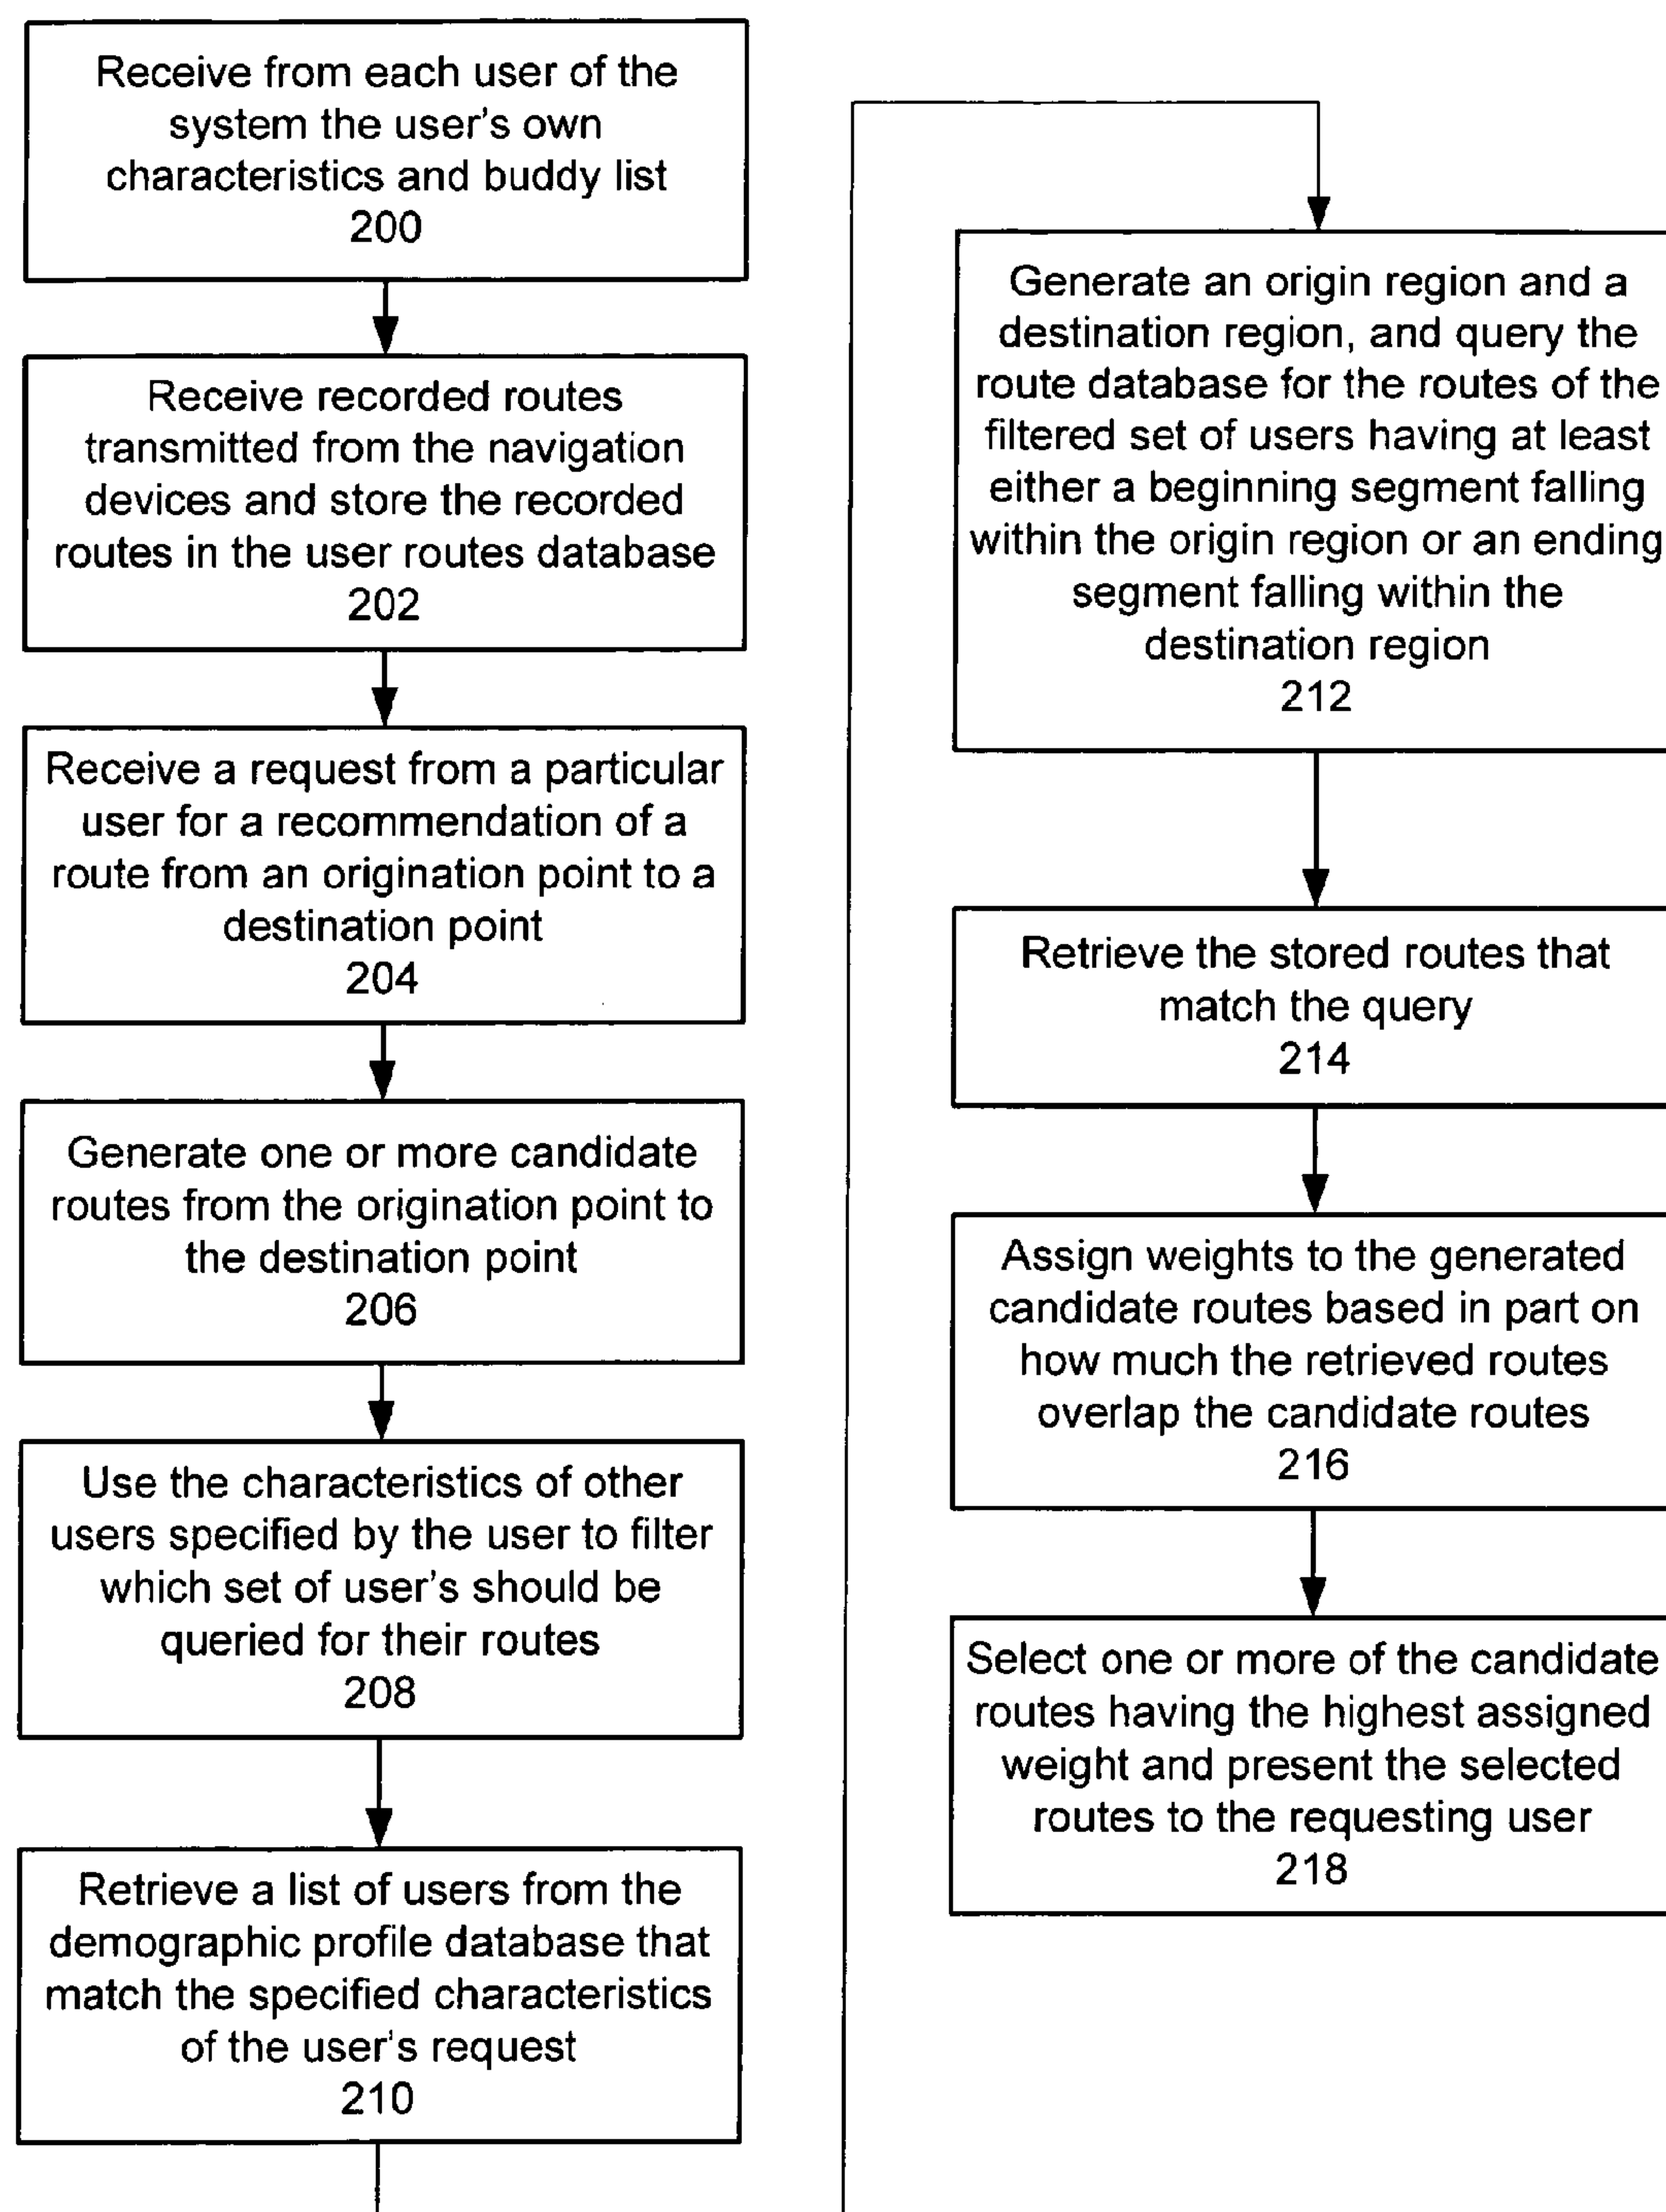 Receive from each user of the
system the user's own
characteristics and buddy list
200
Receive recorded routes
transmitted from the navigation
devices and store the recorded
routes in the user routes database
202
Receive a request from a particular
user for a recommendation of a
route from an origination point to a
destination point
204
Generate one or more candidate
routes from the origination point to
the destination point
206
Use the characteristics of other
users specified by the user to filter
which set of user's should be
queried for their routes
208
Retrieve a list of users from the
demographic profile database that
match the specified characteristics
of the user's request
210
Generate an origin region and a
destination region, and query the
route database for the routes of the
filtered set of users having at least
either a beginning segment falling
within the origin region or an ending
segment falling within the
destination region
212
Retrieve the stored routes that
match the query
214
Assign weights to the generated
candidate routes based in part on
how much the retrieved routes
overlap the candidate routes
216
Select one or more of the candidate
routes having the highest assigned
weight and present the selected
routes to the requesting user
218